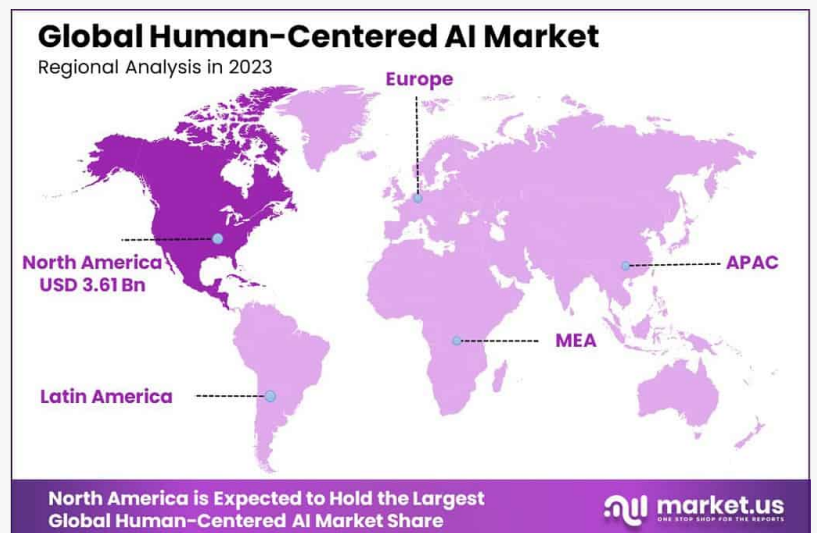 Global Human-Centered AI Market
Regional Analysis in 2023
Europe
North America
USD 3.61 Bn
APAC
MEA
Latin America
North America is Expected to Hold the Largest
Global Human-Centered AI Market Share
market.us
ONE STOP SHOP FOR THE REPORTS